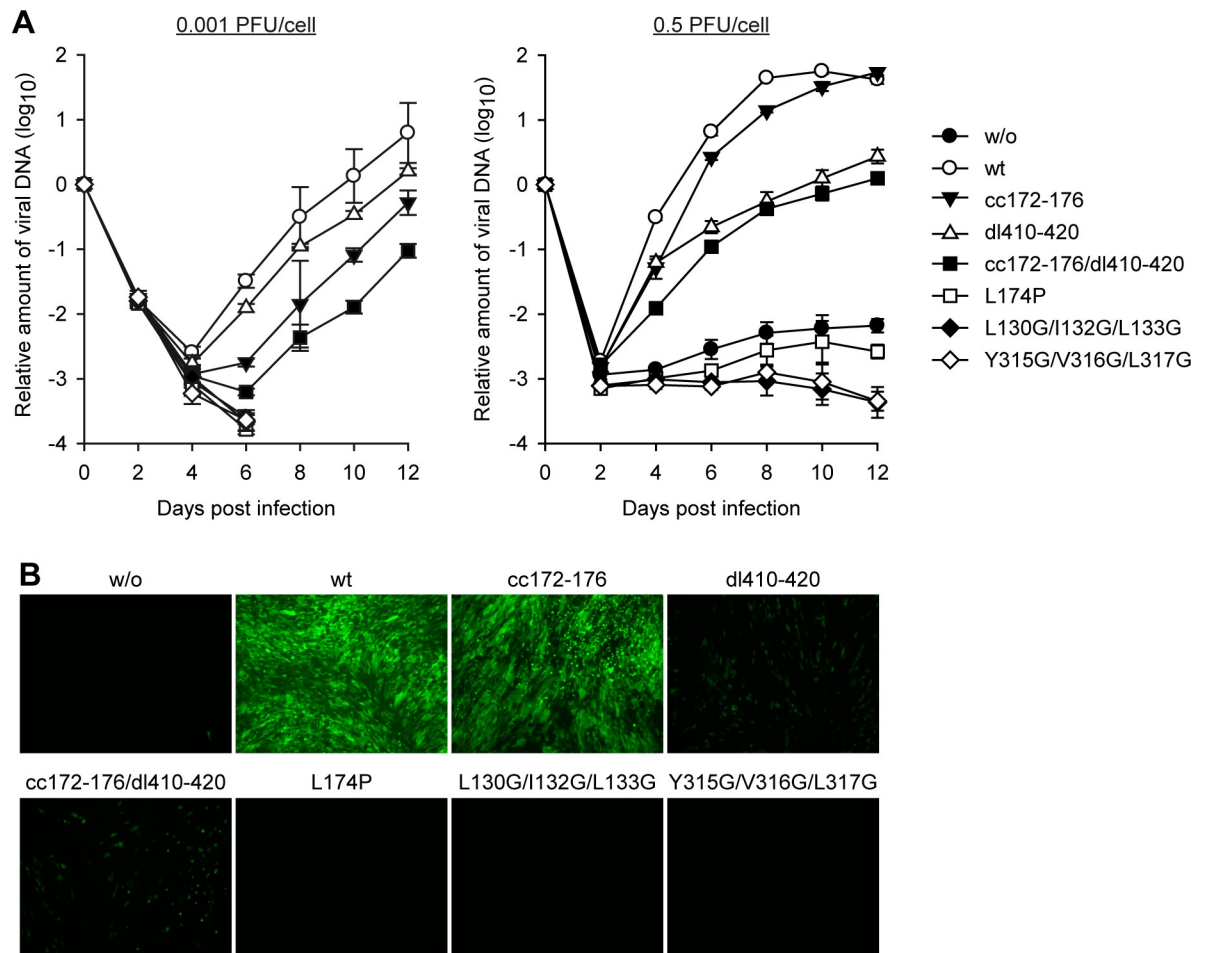 A
0.001 PFU/cell
0.5 PFU/cell
Relative amount of viral DNA (log10)
2
1
0
-1
-2
-3
-4
0 2 4 6 8 10 12
Days post infection
Relative amount of viral DNA (log10)
2
1
0
-1
-2
-3
-4
0 2 4 6 8 10 12
Days post infection
w/o
wt
cc172-176
dl410-420
cc172-176/dl410-420
L174P
L130G/I132G/L133G
Y315G/V316G/L317G
B
w/o wt cc172-176 dl410-420
cc172-176/dl410-420 L174P L130G/I132G/L133G Y315G/V316G/L317G